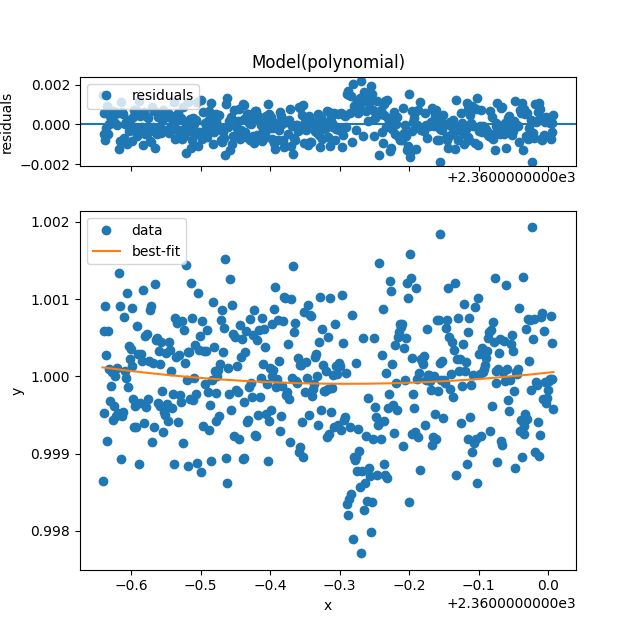 Model(polynomial)
residuals
0.002
0.000
−0.002
residuals
+2.3600000000e3
data
best-fit
1.002
1.001
1.000
0.999
0.998
y
−0.6 −0.5 −0.4 −0.3 −0.2 −0.1 0.0
x
+2.3600000000e3